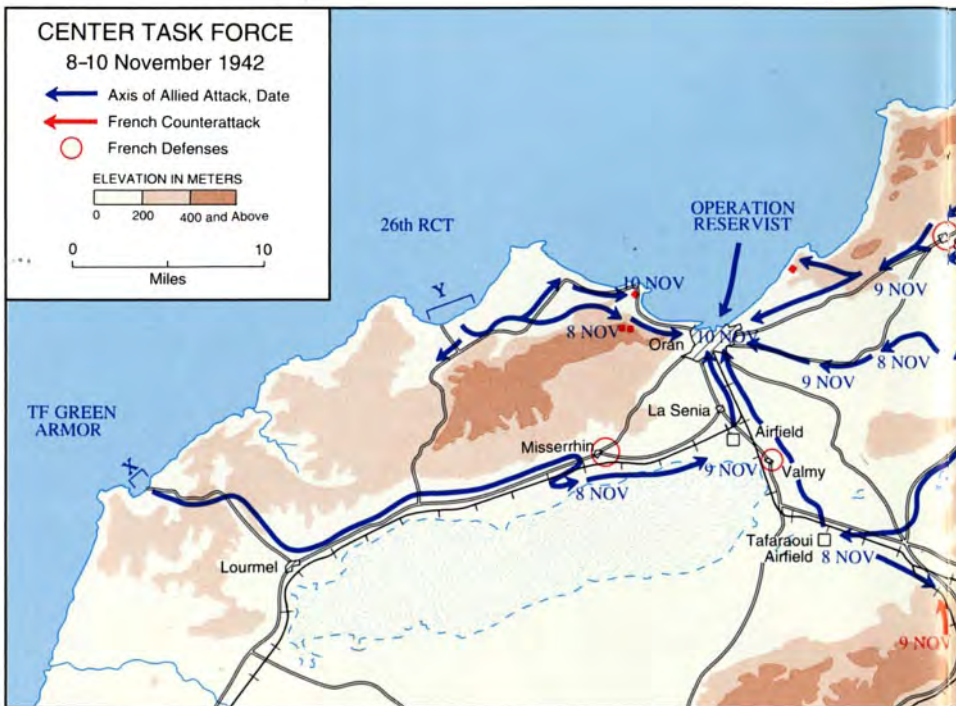 CENTER TASK FORCE
8–10 November 1942
Axis of Allied Attack, Date
French Counterattack
French Defenses
ELEVATION IN METERS
0 200 400 and Above
0 10
Miles
26th RCT
OPERATION
RESERVIST
Y
10 NOV
9 NOV
8 NOV
Oran
10 NOV
8 NOV
9 NOV
TF GREEN
ARMOR
La Senia
Airfield
Misserrhin
X
9 NOV
Valmy
8 NOV
Tafaraoui
Airfield
8 NOV
Lourmel
9 NOV